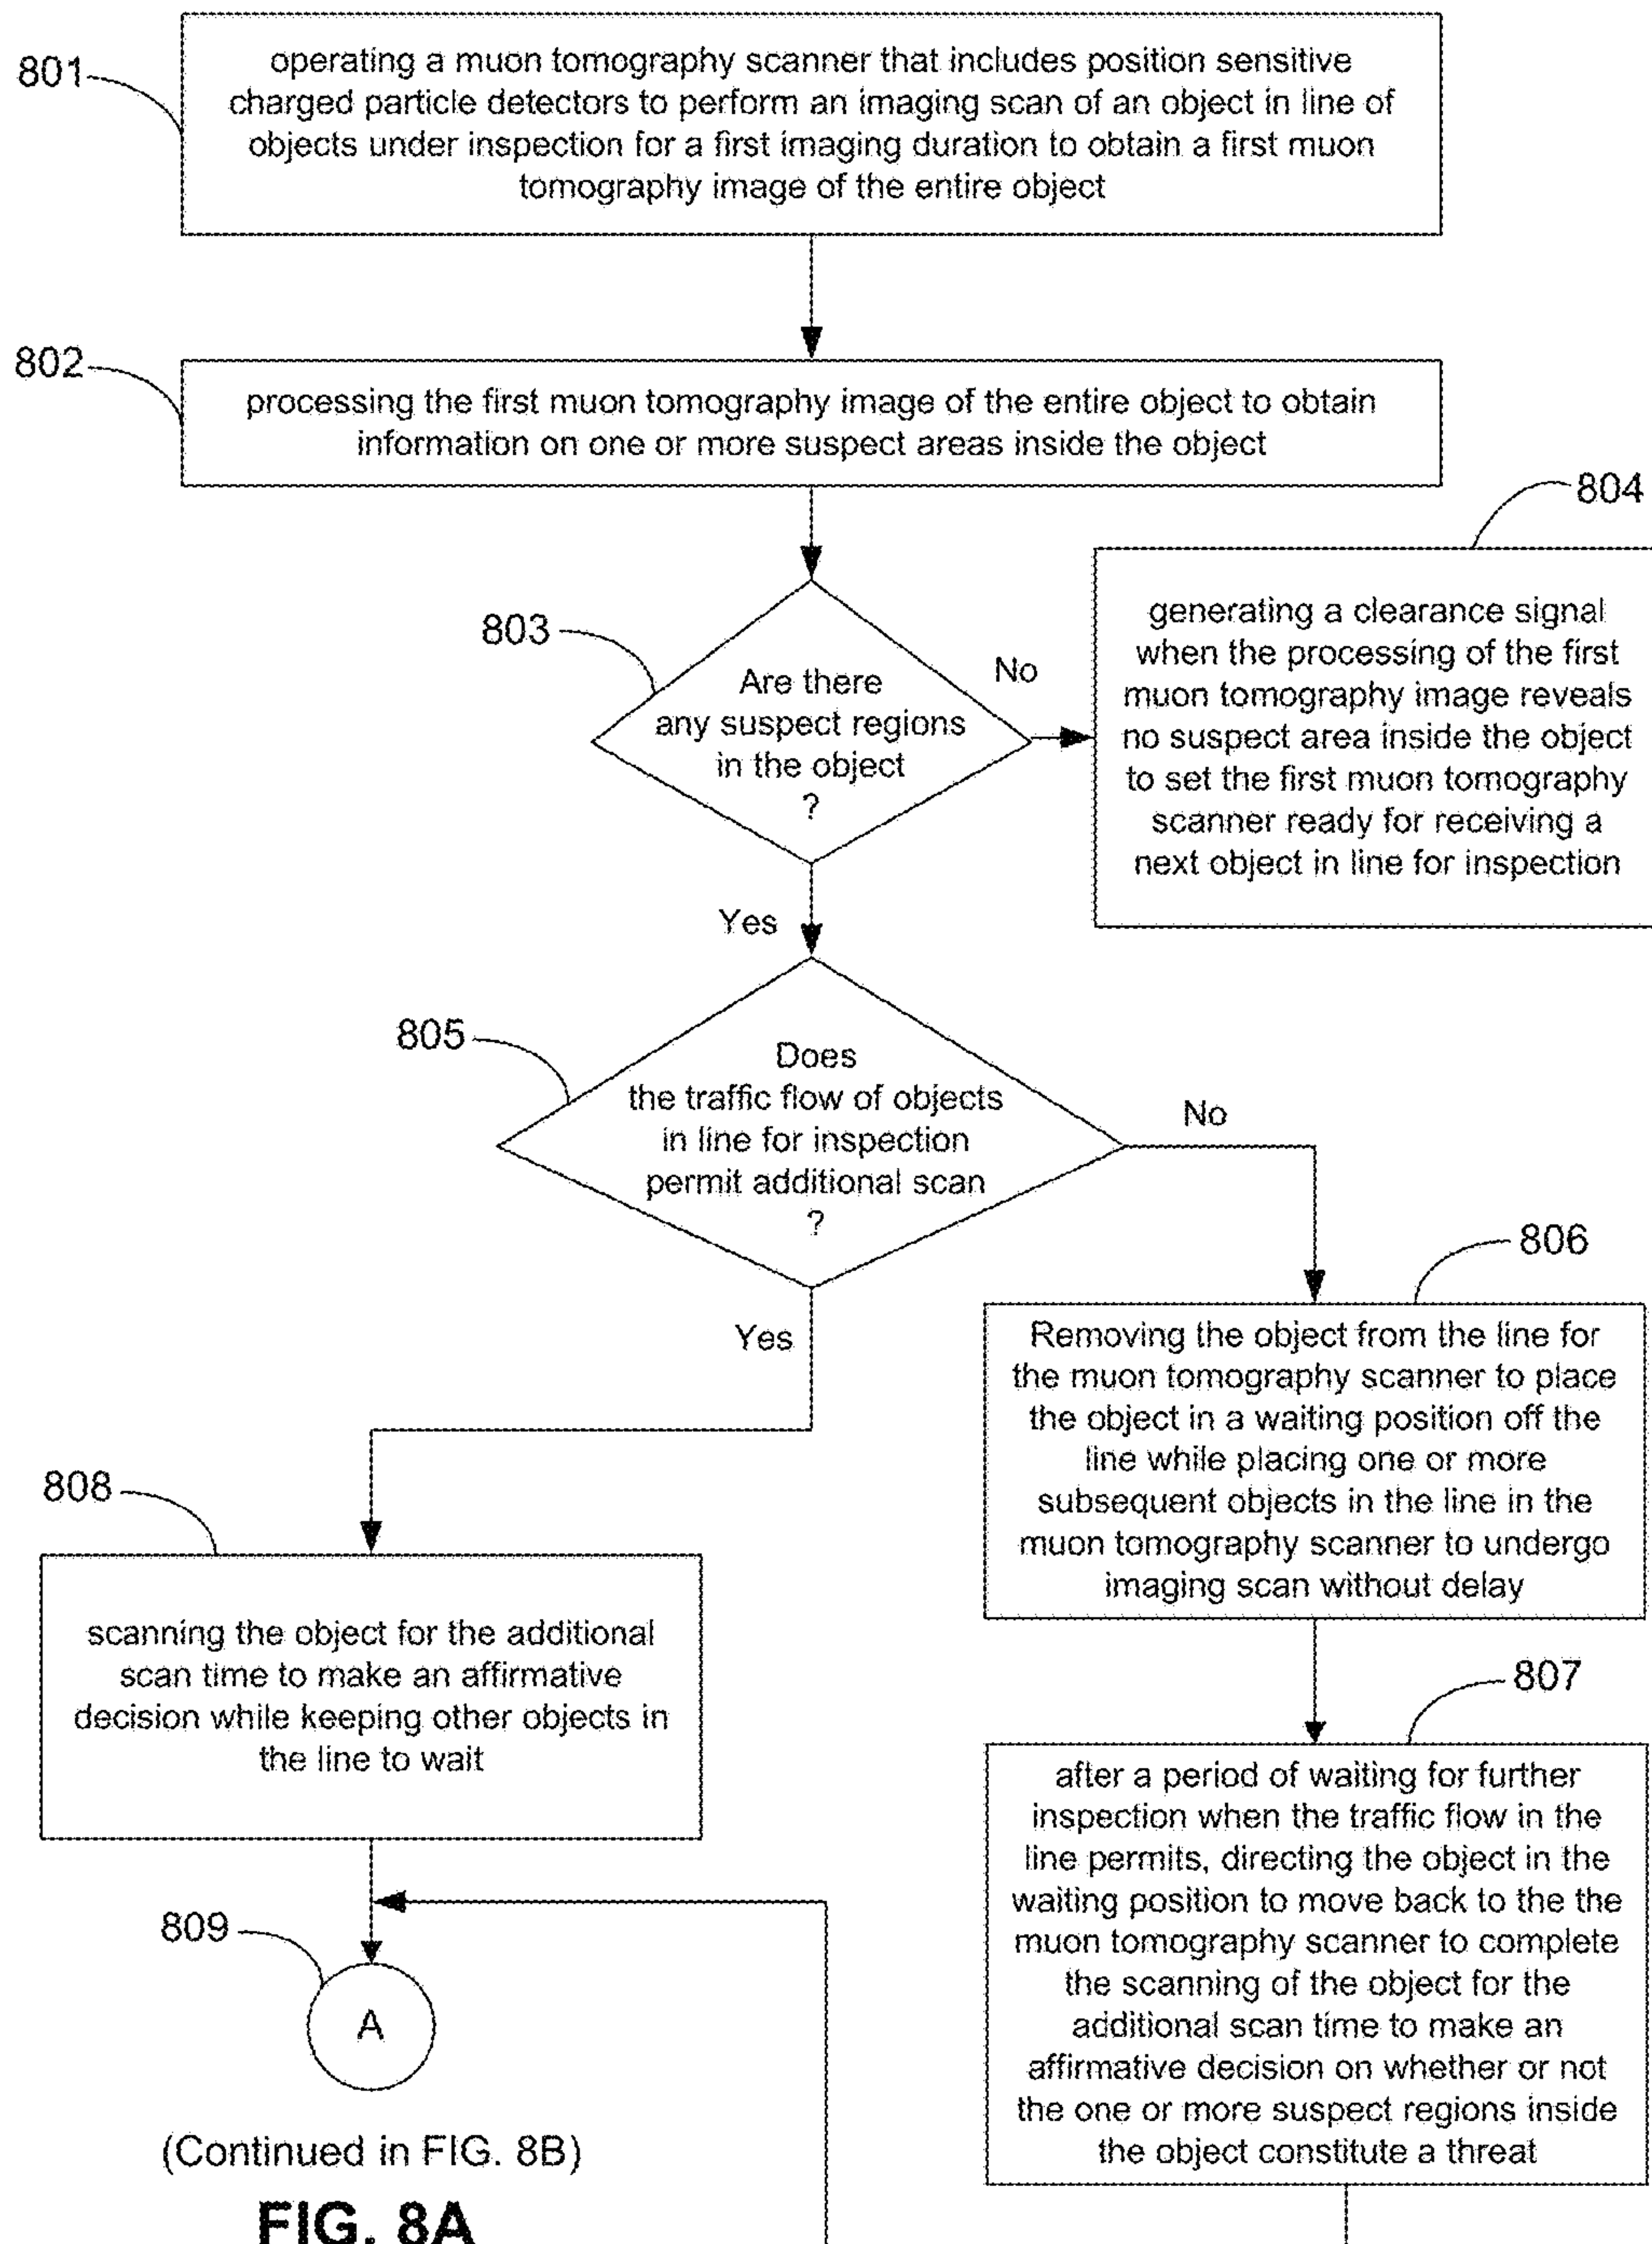 801
operating a muon tomography scanner that includes position sensitive
charged particle detectors to perform an imaging scan of an object in line of
objects under inspection for a first imaging duration to obtain a first muon
tomography image of the entire object
802
processing the first muon tomography image of the entire object to obtain
information on one or more suspect areas inside the object
803
Are there
any suspect regions
in the object
?
No
804
generating a clearance signal
when the processing of the first
muon tomography image reveals
no suspect area inside the object
to set the first muon tomography
scanner ready for receiving a
next object in line for inspection
Yes
805
Does
the traffic flow of objects
in line for inspection
permit additional scan
?
No
Yes
806
Removing the object from the line for
the muon tomography scanner to place
the object in a waiting position off the
line while placing one or more
subsequent objects in the line in the
muon tomography scanner to undergo
imaging scan without delay
807
after a period of waiting for further
inspection when the traffic flow in the
line permits, directing the object in the
waiting position to move back to the the
muon tomography scanner to complete
the scanning of the object for the
additional scan time to make an
affirmative decision on whether or not
the one or more suspect regions inside
the object constitute a threat
808
scanning the object for the additional
scan time to make an affirmative
decision while keeping other objects in
the line to wait
809
A
(Continued in FIG. 8B)
FIG. 8A